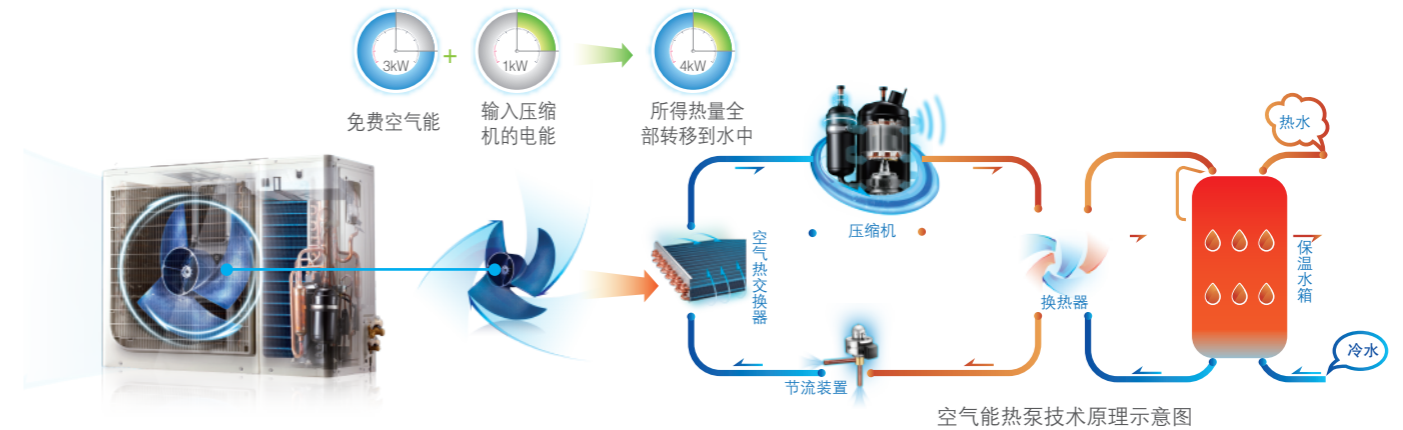 3kW
+
1kW
4kW
免费空气能
输入压缩
机的电能
所得热量全
部转移到水中
热水
压缩机
空气热交换器
换热器
保温水箱
冷水
节流装置
空气能热泵技术原理示意图